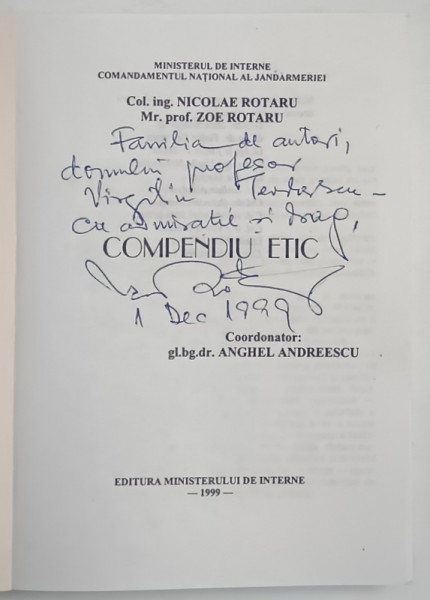 MINISTERUL DE INTERNE
COMANDAMENTUL NAȚIONAL AL JANDARMERIEI
Col. ing. NICOLAE ROTARU
Mr. prof. ZOE ROTARU
Familia de autori,
domnului profesor
Virgiliu –
cu admirație și drag,
COMPENDIU ETIC
1 Dec 1999
Coordonator:
gl.bg.dr. ANGHEL ANDREESCU
EDITURA MINISTERULUI DE INTERNE
— 1999 —